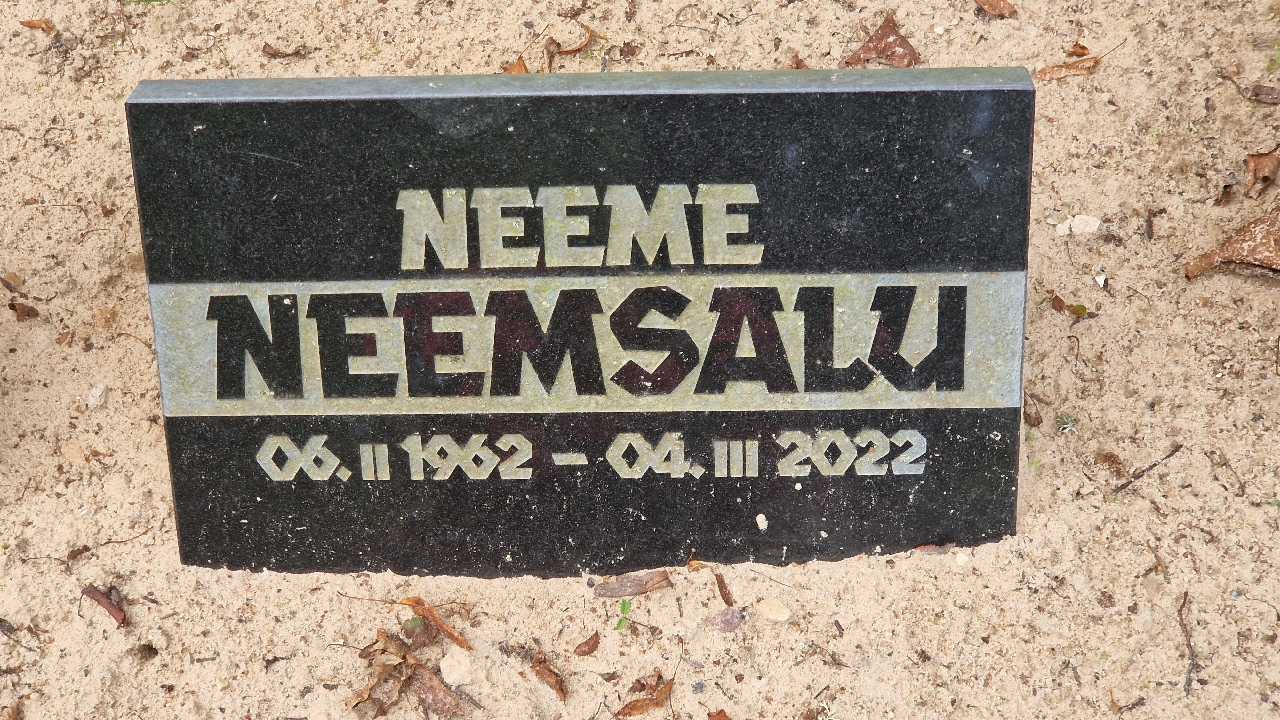 NEEME
NEEMSALU
06. II 1962 - 04. III 2022